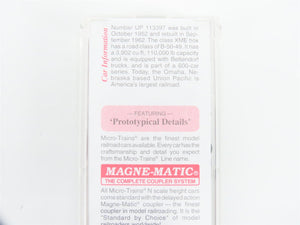 Car Information
Number UP 113397 was built in
October 1952 and rebuilt in Sep-
tember 1962. The class XME box
has a road class of B-50-49. It has
a 3,902 cu ft, 110,000 lb capacity
and is equipped with Bettendorf
trucks, and is part of a 600-car
series. Today, the Omaha, Ne-
braska based Union Pacific is
America's largest railroad.
FEATURING
'Prototypical Details'
Micro-Trains® are the finest model
railroad cars available. Every car has the
craftsmanship and detail you expect
from the Micro-Trains® Line name.
MAGNE-MATIC®
THE COMPLETE COUPLER SYSTEM
All Micro-Trains® N scale freight cars
come standard with the delayed action
Magne-Matic® coupler — the finest
coupler in model railroading. It is the
"Standard by Choice" of model
railroaders worldwide!